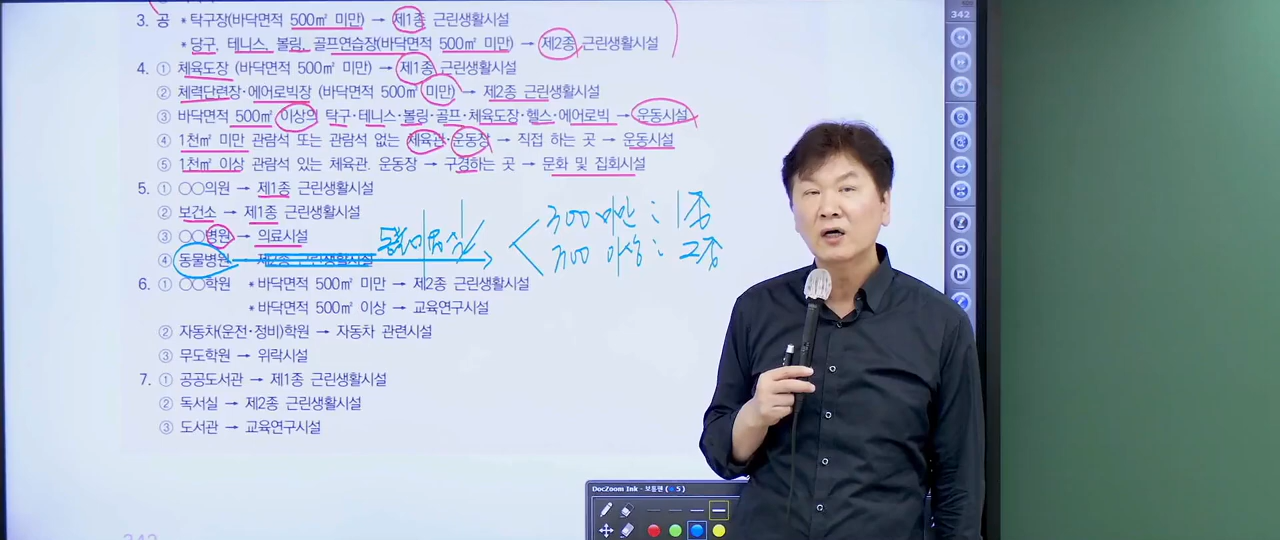 3. 공 * 탁구장(바닥면적 500㎡ 미만) → 제1종 근린생활시설
* 당구, 테니스, 볼링, 골프연습장(바닥면적 500㎡ 미만) → 제2종 근린생활시설
4. ① 체육도장 (바닥면적 500㎡ 미만) → 제1종 근린생활시설
② 체력단련장·에어로빅장 (바닥면적 500㎡ 미만) → 제2종 근린생활시설
③ 바닥면적 500㎡ 이상의 탁구·테니스·볼링·골프·체육도장·헬스·에어로빅 → 운동시설
④ 1천㎡ 미만 관람석 또는 관람석 없는 체육관·운동장 → 직접 하는 곳 → 운동시설
⑤ 1천㎡ 이상 관람석 있는 체육관. 운동장 → 구경하는 곳 → 문화 및 집회시설
5. ① ○○의원 → 제1종 근린생활시설
② 보건소 → 제1종 근린생활시설
③ ○○병원 → 의료시설
④ 동물병원 → 제2종 근린생활시설
300 미만 : 1종
300 이상 : 2종
6. ① ○○학원 * 바닥면적 500㎡ 미만 → 제2종 근린생활시설
* 바닥면적 500㎡ 이상 → 교육연구시설
② 자동차(운전·정비)학원 → 자동차 관련시설
③ 무도학원 → 위락시설
7. ① 공공도서관 → 제1종 근린생활시설
② 독서실 → 제2종 근린생활시설
③ 도서관 → 교육연구시설
342
DocZoom Ink - 보통펜 ( 5)